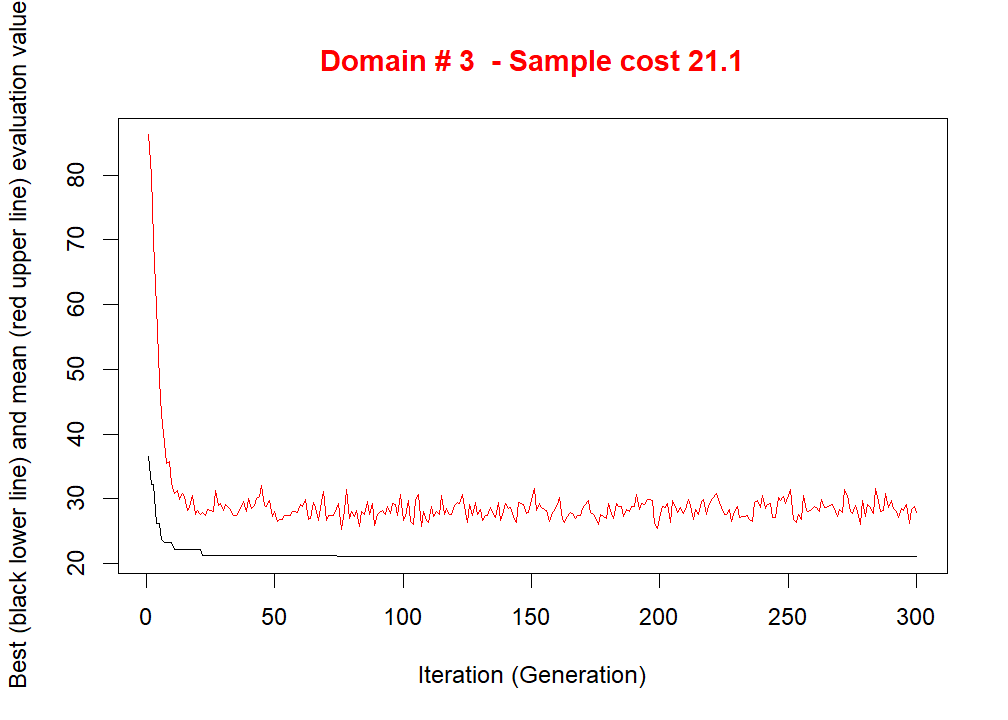 Domain # 3  - Sample cost 21.1
Best (black lower line) and mean (red upper line) evaluation value
80
70
60
50
40
30
20
0 50 100 150 200 250 300
Iteration (Generation)